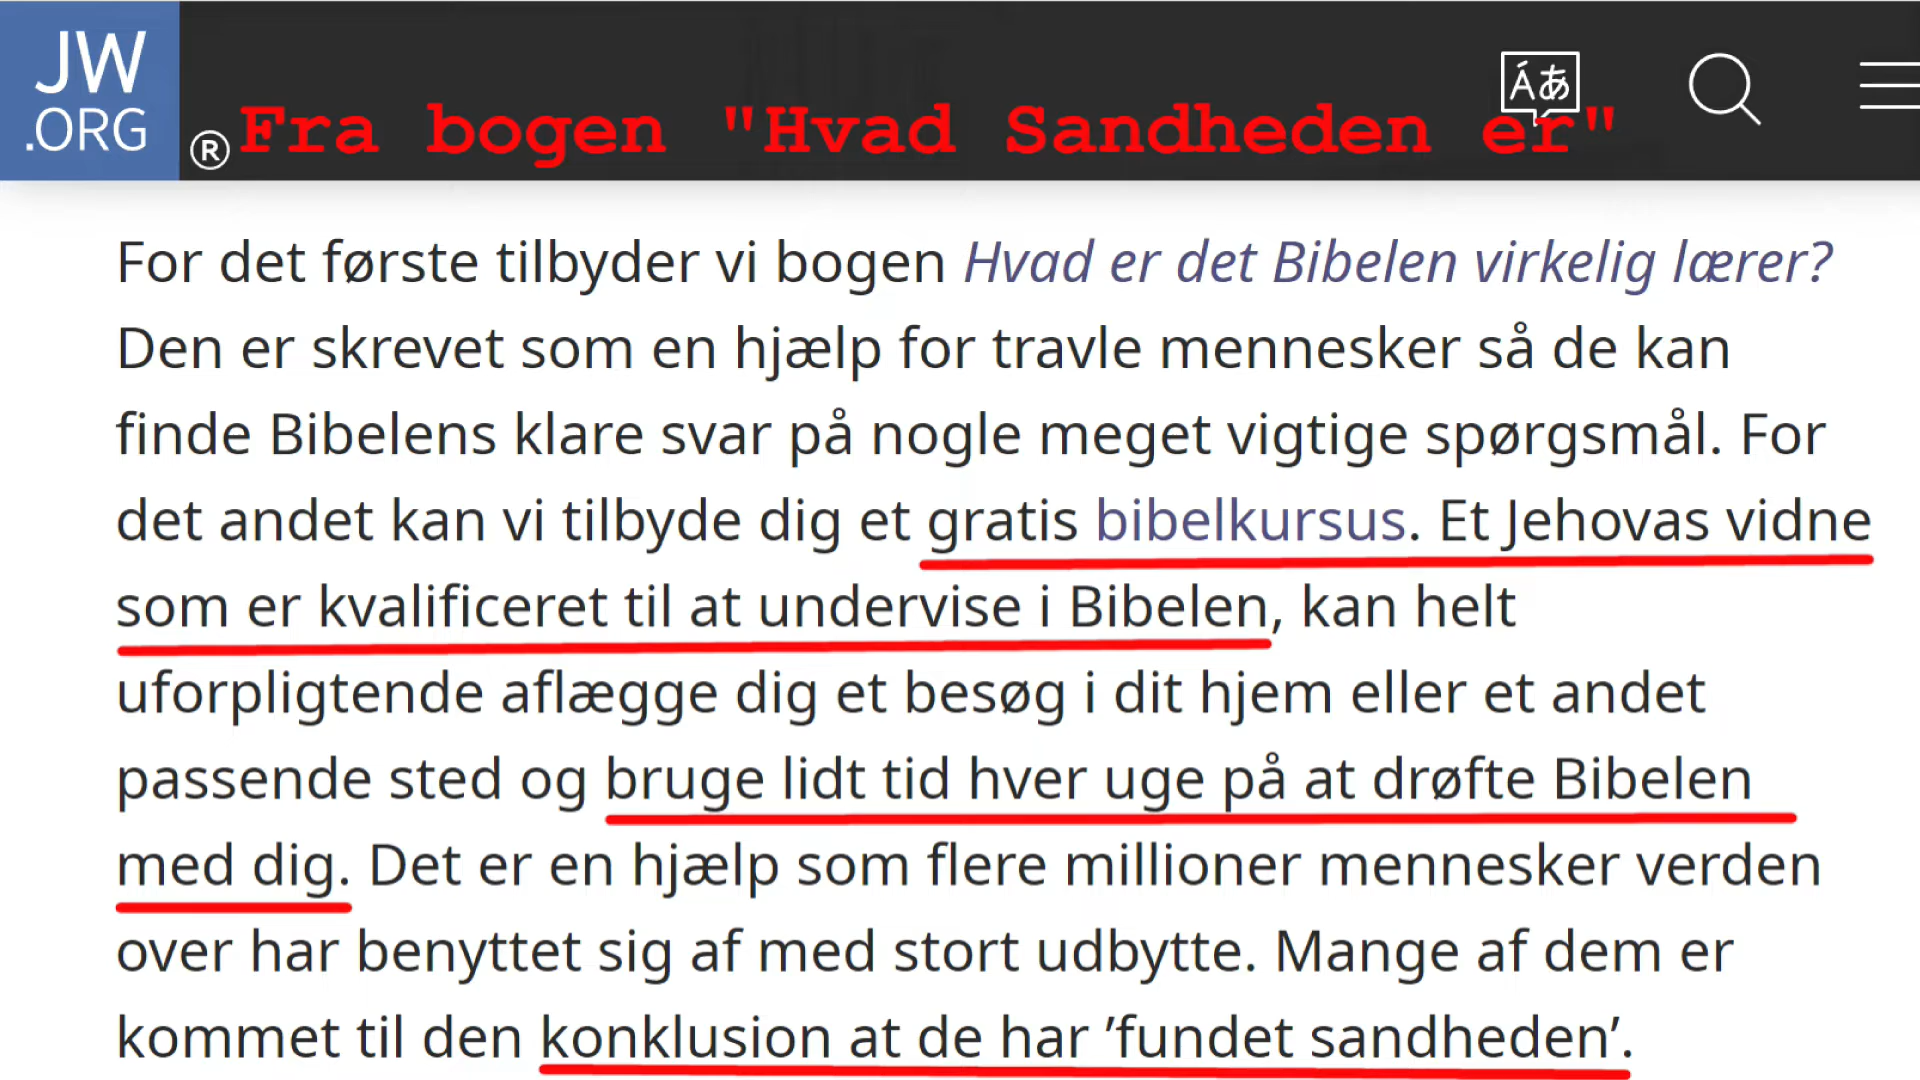 JW
.ORG
®
Áあ
Fra bogen "Hvad Sandheden er"
For det første tilbyder vi bogen Hvad er det Bibelen virkelig lærer?
Den er skrevet som en hjælp for travle mennesker så de kan
finde Bibelens klare svar på nogle meget vigtige spørgsmål. For
det andet kan vi tilbyde dig et gratis bibelkursus. Et Jehovas vidne
som er kvalificeret til at undervise i Bibelen, kan helt
uforpligtende aflægge dig et besøg i dit hjem eller et andet
passende sted og bruge lidt tid hver uge på at drøfte Bibelen
med dig. Det er en hjælp som flere millioner mennesker verden
over har benyttet sig af med stort udbytte. Mange af dem er
kommet til den konklusion at de har ’fundet sandheden’.